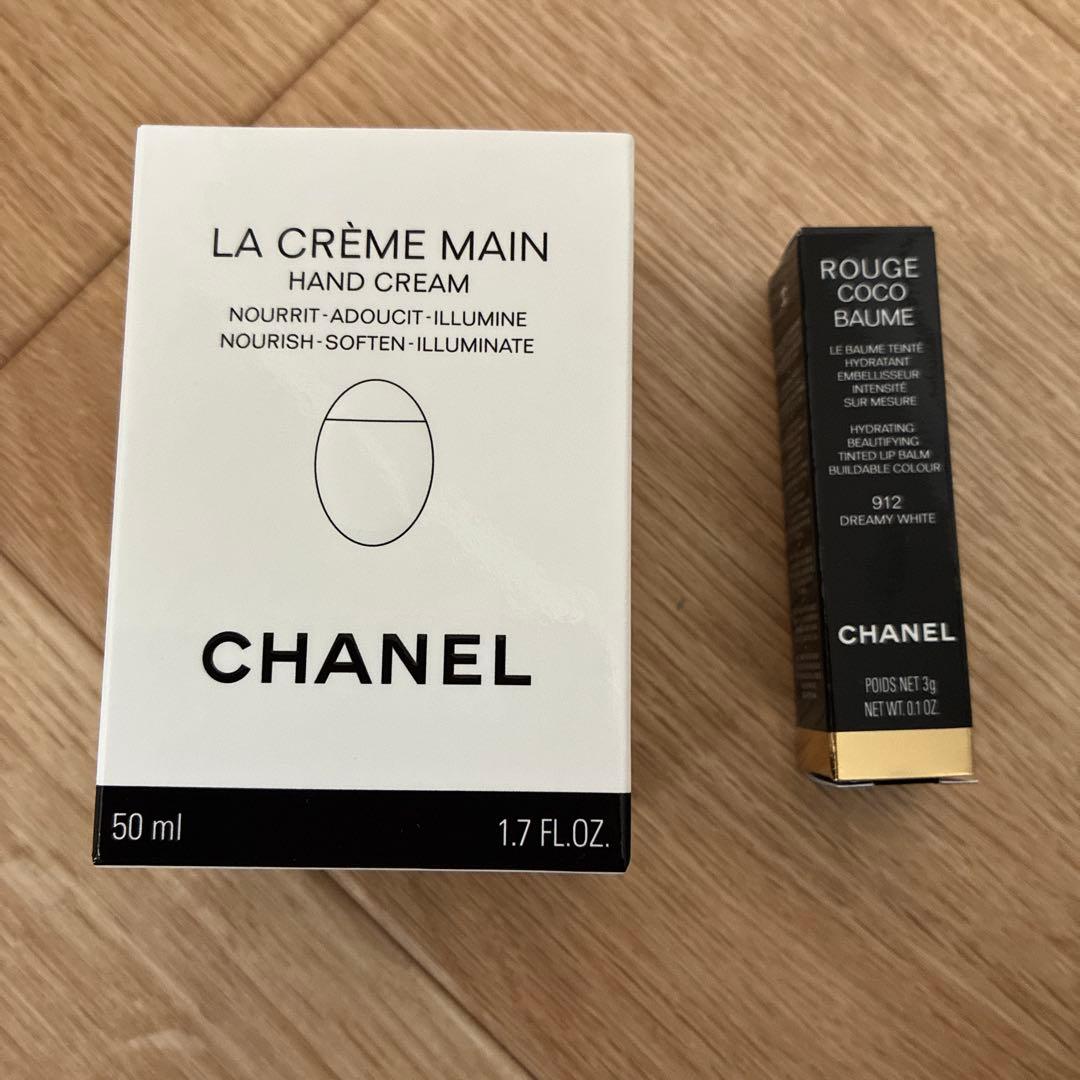 LA CRÈME MAIN
HAND CREAM
NOURRIT-ADOUCIT-ILLUMINE
NOURISH-SOFTEN-ILLUMINATE
CHANEL
50 ml
1.7 FL.OZ.
ROUGE
COCO
BAUME
LE BAUME TEINTÉ
HYDRATANT
EMBELLISSEUR
INTENSITÉ
SUR MESURE
HYDRATING
BEAUTIFYING
TINTED LIP BALM
BUILDABLE COLOUR
912
DREAMY WHITE
CHANEL
POIDS NET 3g
NET WT. 0.1 OZ.